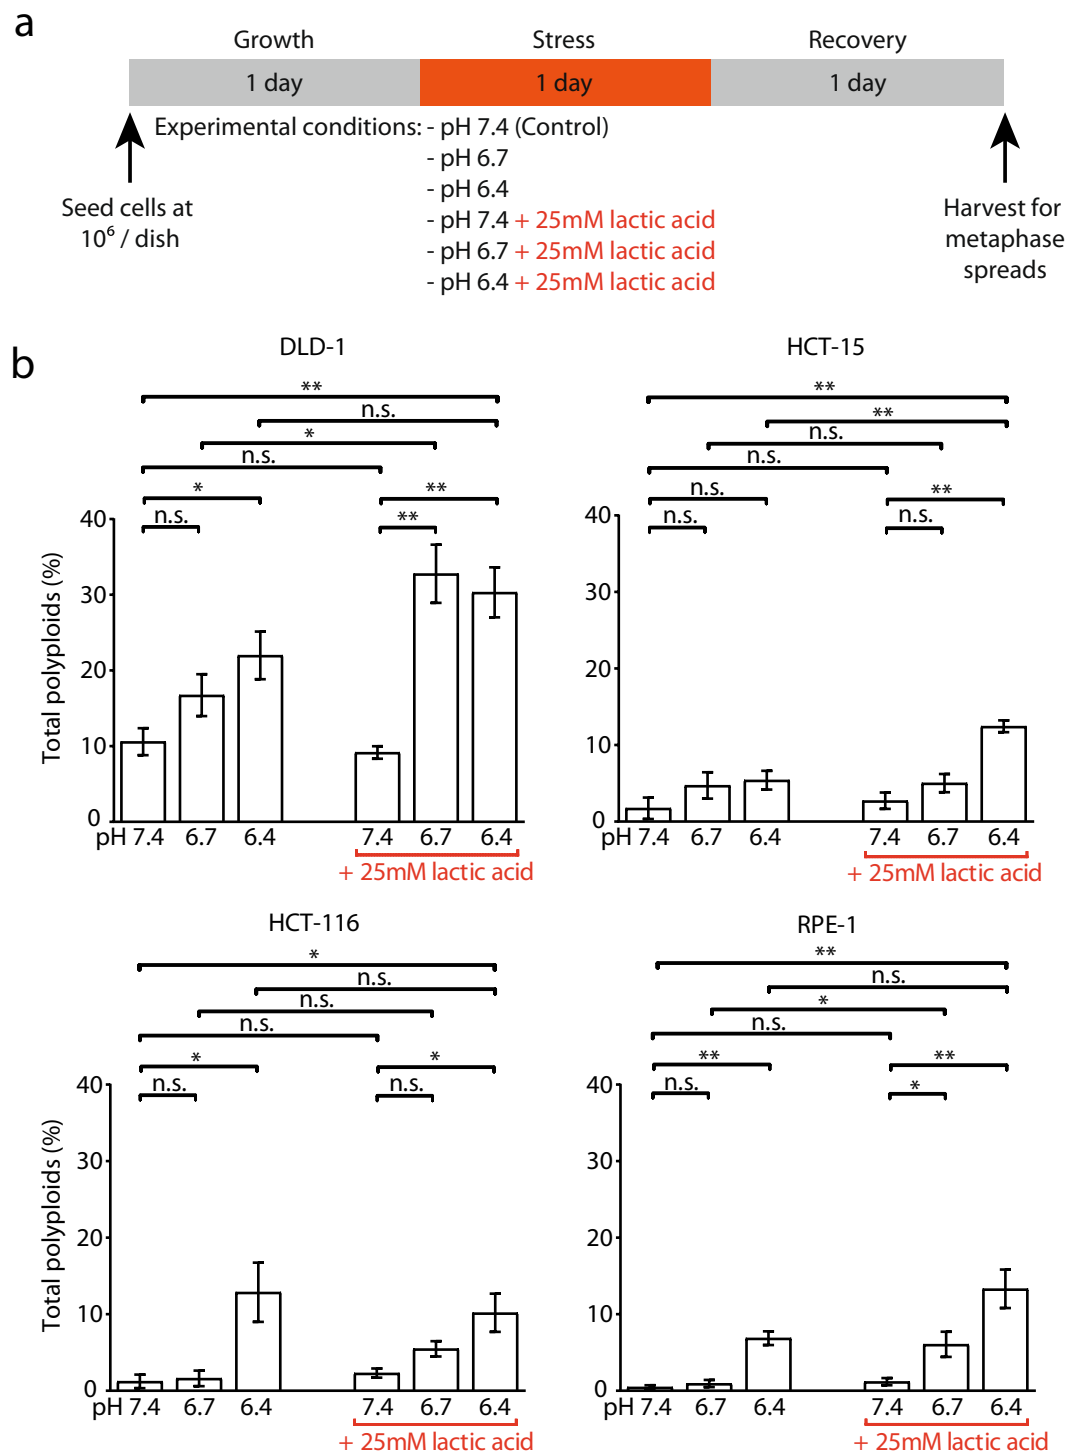 a
Growth Stress Recovery
1 day 1 day 1 day
Experimental conditions: - pH 7.4 (Control)
- pH 6.7
- pH 6.4
- pH 7.4 + 25mM lactic acid
- pH 6.7 + 25mM lactic acid
- pH 6.4 + 25mM lactic acid
Seed cells at
10⁶ / dish
Harvest for
metaphase
spreads
b
DLD-1
**
n.s.
*
n.s.
* **
n.s. **
Total polyploids (%)
40
30
20
10
0
pH 7.4 6.7 6.4 7.4 6.7 6.4
+ 25mM lactic acid
HCT-15
**
**
n.s.
n.s.
n.s. **
n.s. n.s.
40
30
20
10
0
pH 7.4 6.7 6.4 7.4 6.7 6.4
+ 25mM lactic acid
HCT-116
*
n.s.
n.s.
n.s.
* *
n.s. n.s.
Total polyploids (%)
40
30
20
10
0
pH 7.4 6.7 6.4 7.4 6.7 6.4
+ 25mM lactic acid
RPE-1
**
n.s.
*
n.s.
** **
n.s. *
40
30
20
10
0
pH 7.4 6.7 6.4 7.4 6.7 6.4
+ 25mM lactic acid